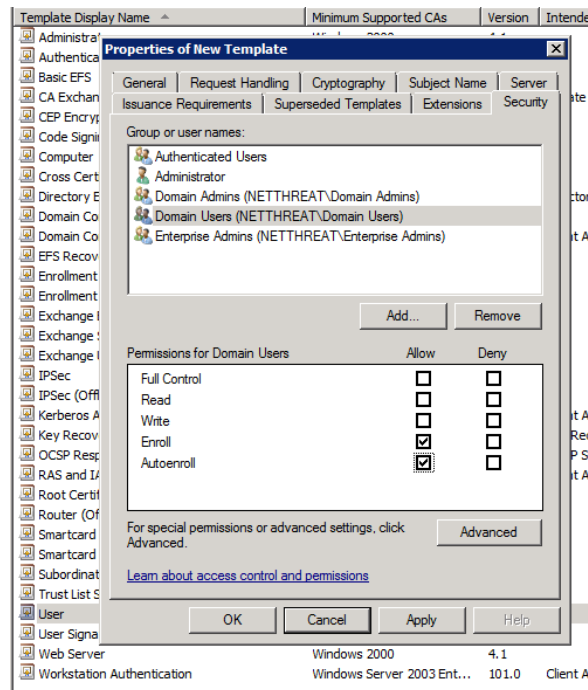 Template Display Name Minimum Supported CAs Version Intende
Administrat
Authentica
Basic EFS
CA Exchan
CEP Encryp
Code Signi
Computer
Cross Cert
Directory E
Domain Co
Domain Co
EFS Recov
Enrollment
Enrollment
Exchange
Exchange
Exchange
IPSec
IPSec (Offl
Kerberos A
Key Recov
OCSP Resp
RAS and IA
Root Certif
Router (Of
Smartcard
Smartcard
Subordinat
Trust List S
User
User Signa
Web Server Windows 2000 4.1
Workstation Authentication Windows Server 2003 Ent... 101.0 Client A
Properties of New Template
General Request Handling Cryptography Subject Name Server
Issuance Requirements Superseded Templates Extensions Security
Group or user names:
Authenticated Users
Administrator
Domain Admins (NETTHREAT\Domain Admins)
Domain Users (NETTHREAT\Domain Users)
Enterprise Admins (NETTHREAT\Enterprise Admins)
Add... Remove
Permissions for Domain Users Allow Deny
Full Control
Read
Write
Enroll
Autoenroll
For special permissions or advanced settings, click
Advanced.
Advanced
Learn about access control and permissions
OK Cancel Apply Help